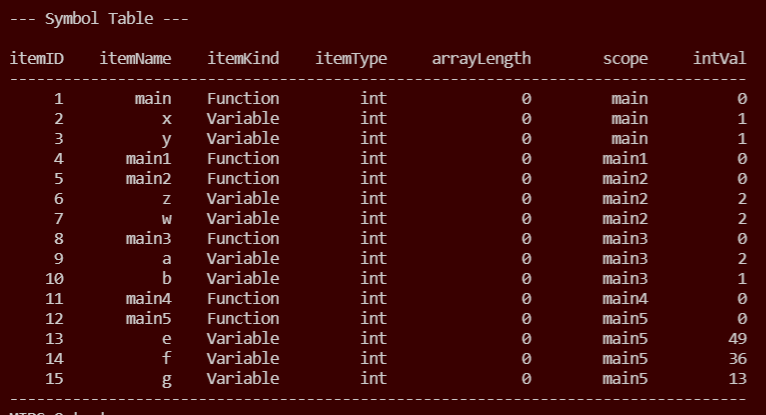 --- Symbol Table ---
itemID itemName itemKind itemType arrayLength scope intVal
1 main Function int 0 main 0
2 x Variable int 0 main 1
3 y Variable int 0 main 1
4 main1 Function int 0 main1 0
5 main2 Function int 0 main2 0
6 z Variable int 0 main2 2
7 w Variable int 0 main2 2
8 main3 Function int 0 main3 0
9 a Variable int 0 main3 2
10 b Variable int 0 main3 1
11 main4 Function int 0 main4 0
12 main5 Function int 0 main5 0
13 e Variable int 0 main5 49
14 f Variable int 0 main5 36
15 g Variable int 0 main5 13